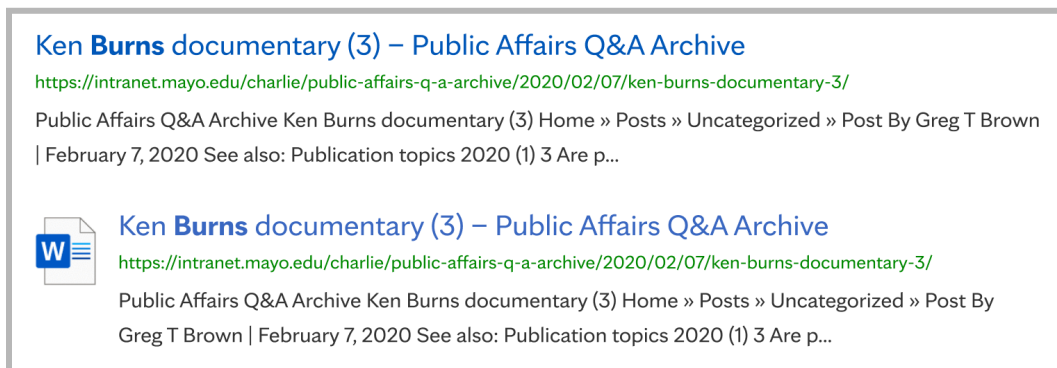 Ken Burns documentary (3) – Public Affairs Q&A Archive
https://intranet.mayo.edu/charlie/public-affairs-q-a-archive/2020/02/07/ken-burns-documentary-3/
Public Affairs Q&A Archive Ken Burns documentary (3) Home » Posts » Uncategorized » Post By Greg T Brown
| February 7, 2020 See also: Publication topics 2020 (1) 3 Are p...
W
Ken Burns documentary (3) – Public Affairs Q&A Archive
https://intranet.mayo.edu/charlie/public-affairs-q-a-archive/2020/02/07/ken-burns-documentary-3/
Public Affairs Q&A Archive Ken Burns documentary (3) Home » Posts » Uncategorized » Post By
Greg T Brown | February 7, 2020 See also: Publication topics 2020 (1) 3 Are p...